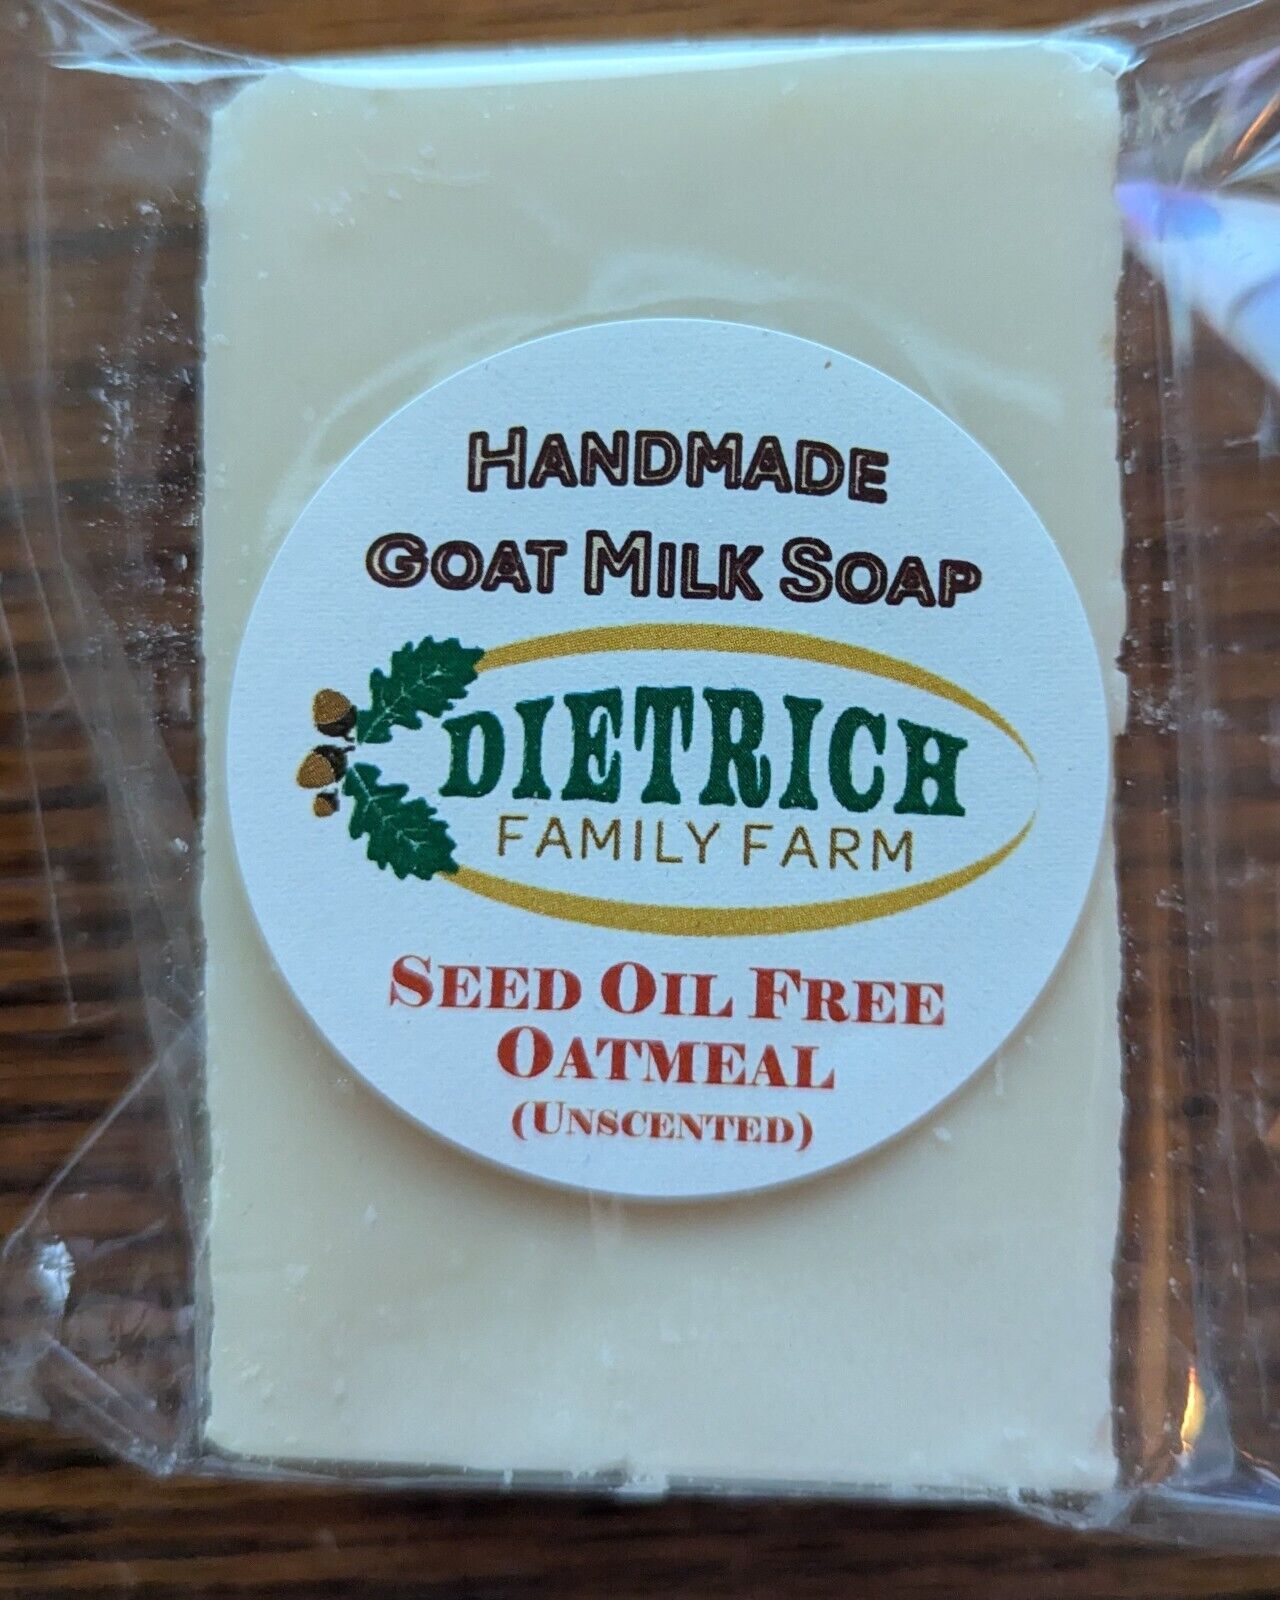 Handmade
Goat Milk Soap
DIETRICH
FAMILY FARM
Seed Oil Free
Oatmeal
(Unscented)